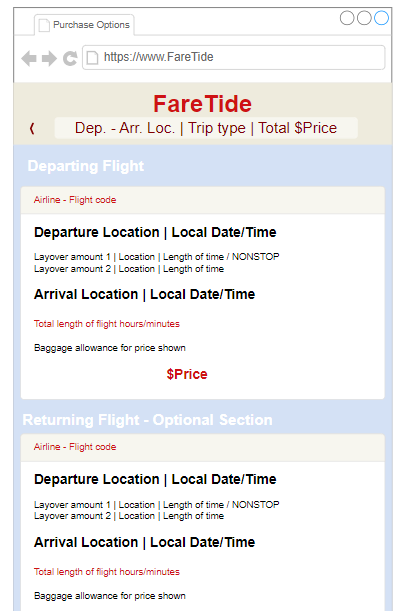 Purchase Options
https://www.FareTide
FareTide
Dep. - Arr. Loc. | Trip type | Total $Price
Departing Flight
Airline - Flight code
Departure Location | Local Date/Time
Layover amount 1 | Location | Length of time / NONSTOP
Layover amount 2 | Location | Length of time
Arrival Location | Local Date/Time
Total length of flight hours/minutes
Baggage allowance for price shown
$Price
Returning Flight - Optional Section
Airline - Flight code
Departure Location | Local Date/Time
Layover amount 1 | Location | Length of time / NONSTOP
Layover amount 2 | Location | Length of time
Arrival Location | Local Date/Time
Total length of flight hours/minutes
Baggage allowance for price shown